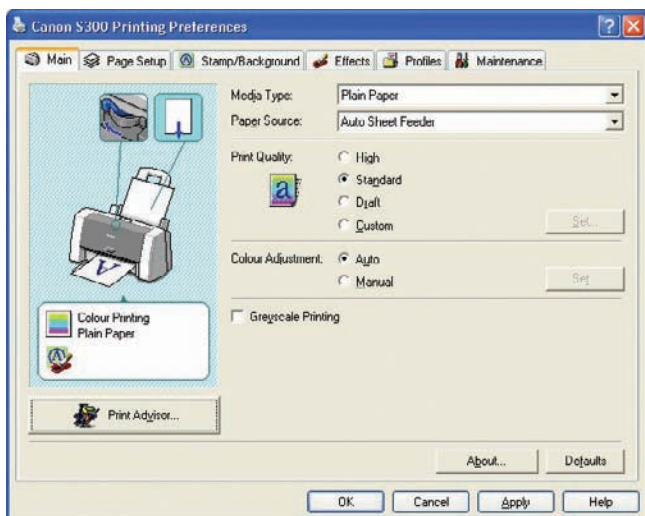 Canon S300 Printing Preferences
Main Page Setup Stamp/Background Effects Profiles Maintenance
Media Type: Plain Paper
Paper Source: Auto Sheet Feeder
Print Quality: High
Standard
Draft
Custom Set...
Colour Adjustment: Auto
Manual Set
Greyscale Printing
Colour Printing
Plain Paper
Print Advisor...
About... Defaults
OK Cancel Apply Help